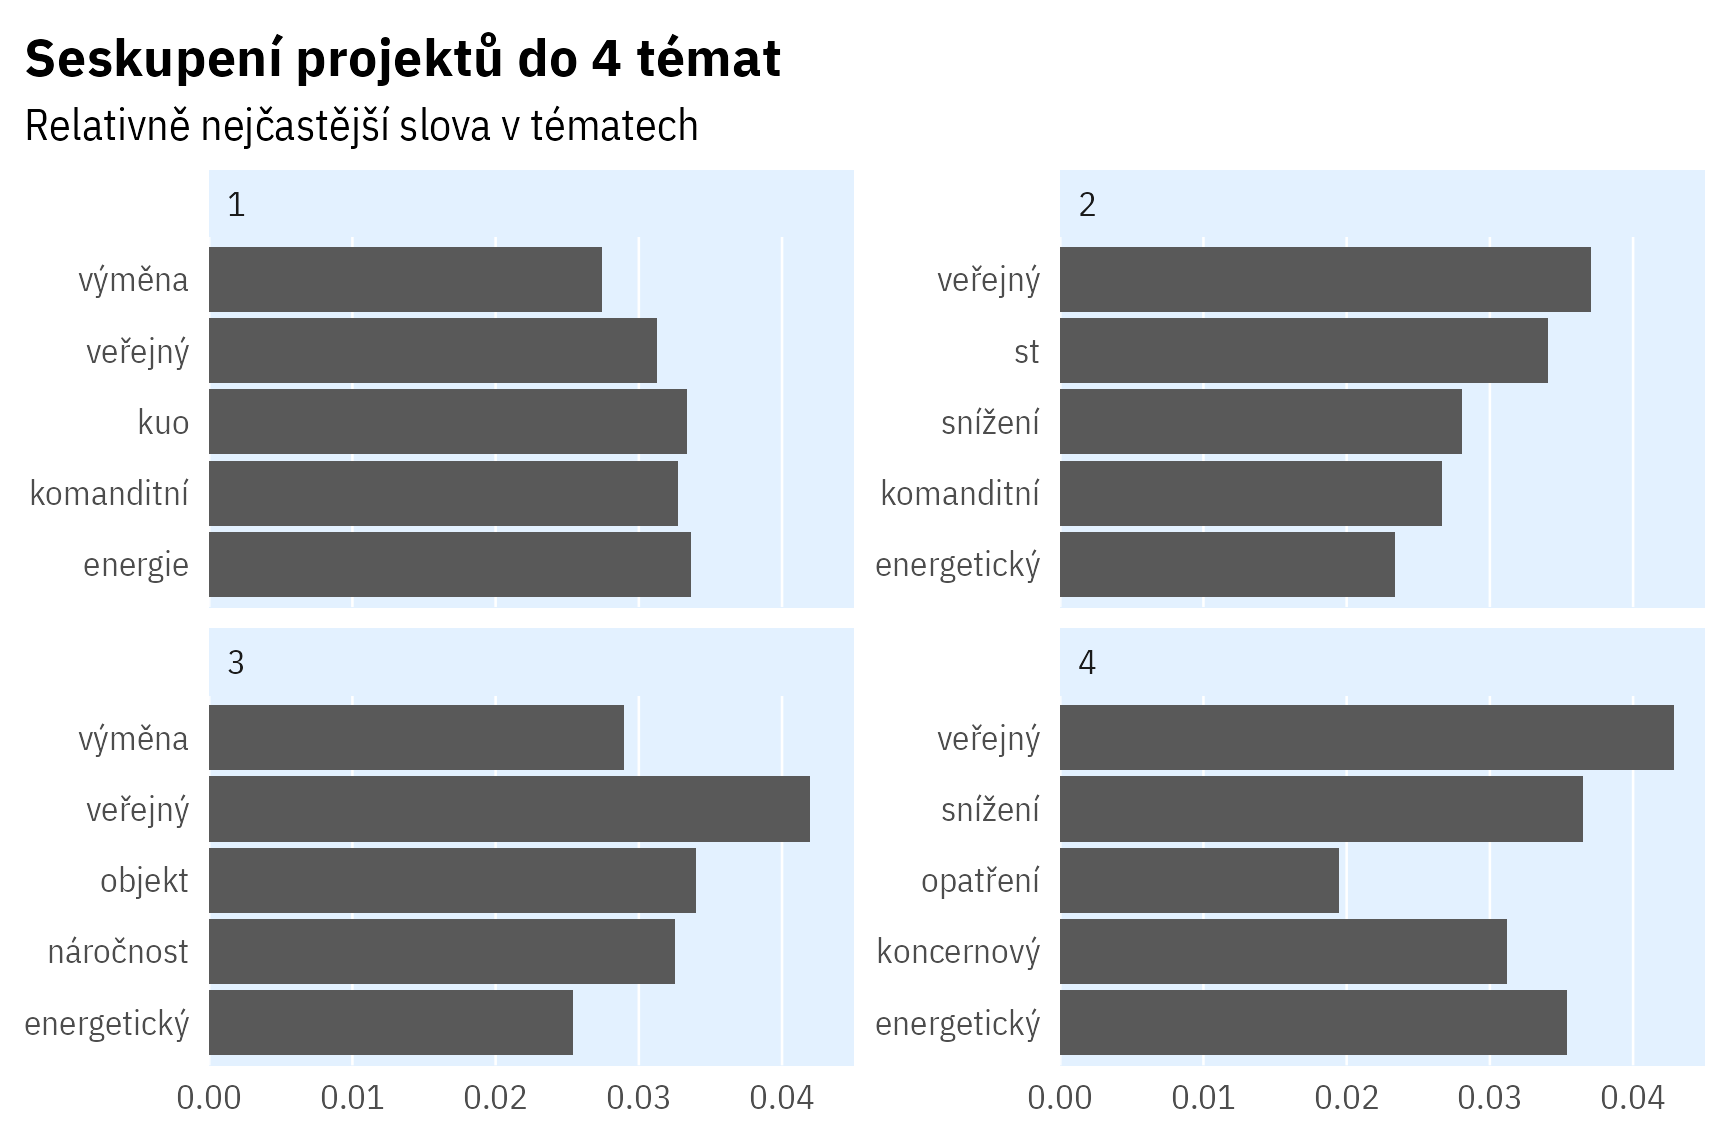 Seskupení projektů do 4 témat
Relativně nejčastější slova v tématech
1
výměna
veřejný
kuo
komanditní
energie
2
veřejný
st
snížení
komanditní
energetický
3
výměna
veřejný
objekt
náročnost
energetický
0.00 0.01 0.02 0.03 0.04
4
veřejný
snížení
opatření
koncernový
energetický
0.00 0.01 0.02 0.03 0.04